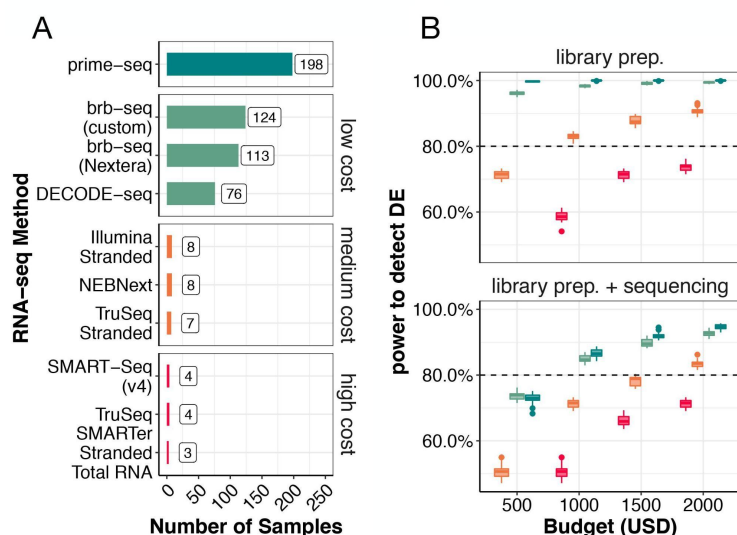 A
prime-seq
198
brb-seq
(custom)
124
brb-seq
(Nextera)
113
DECODE-seq
76
low cost
Illumina
Stranded
8
NEBNext
8
TruSeq
Stranded
7
medium cost
SMART-Seq
(v4)
4
TruSeq
4
SMARTer
Stranded
Total RNA
3
high cost
RNA-seq Method
0
50
100
150
200
250
Number of Samples
B
library prep.
100.0%
80.0%
60.0%
library prep. + sequencing
100.0%
80.0%
60.0%
power to detect DE
500
1000
1500
2000
Budget (USD)